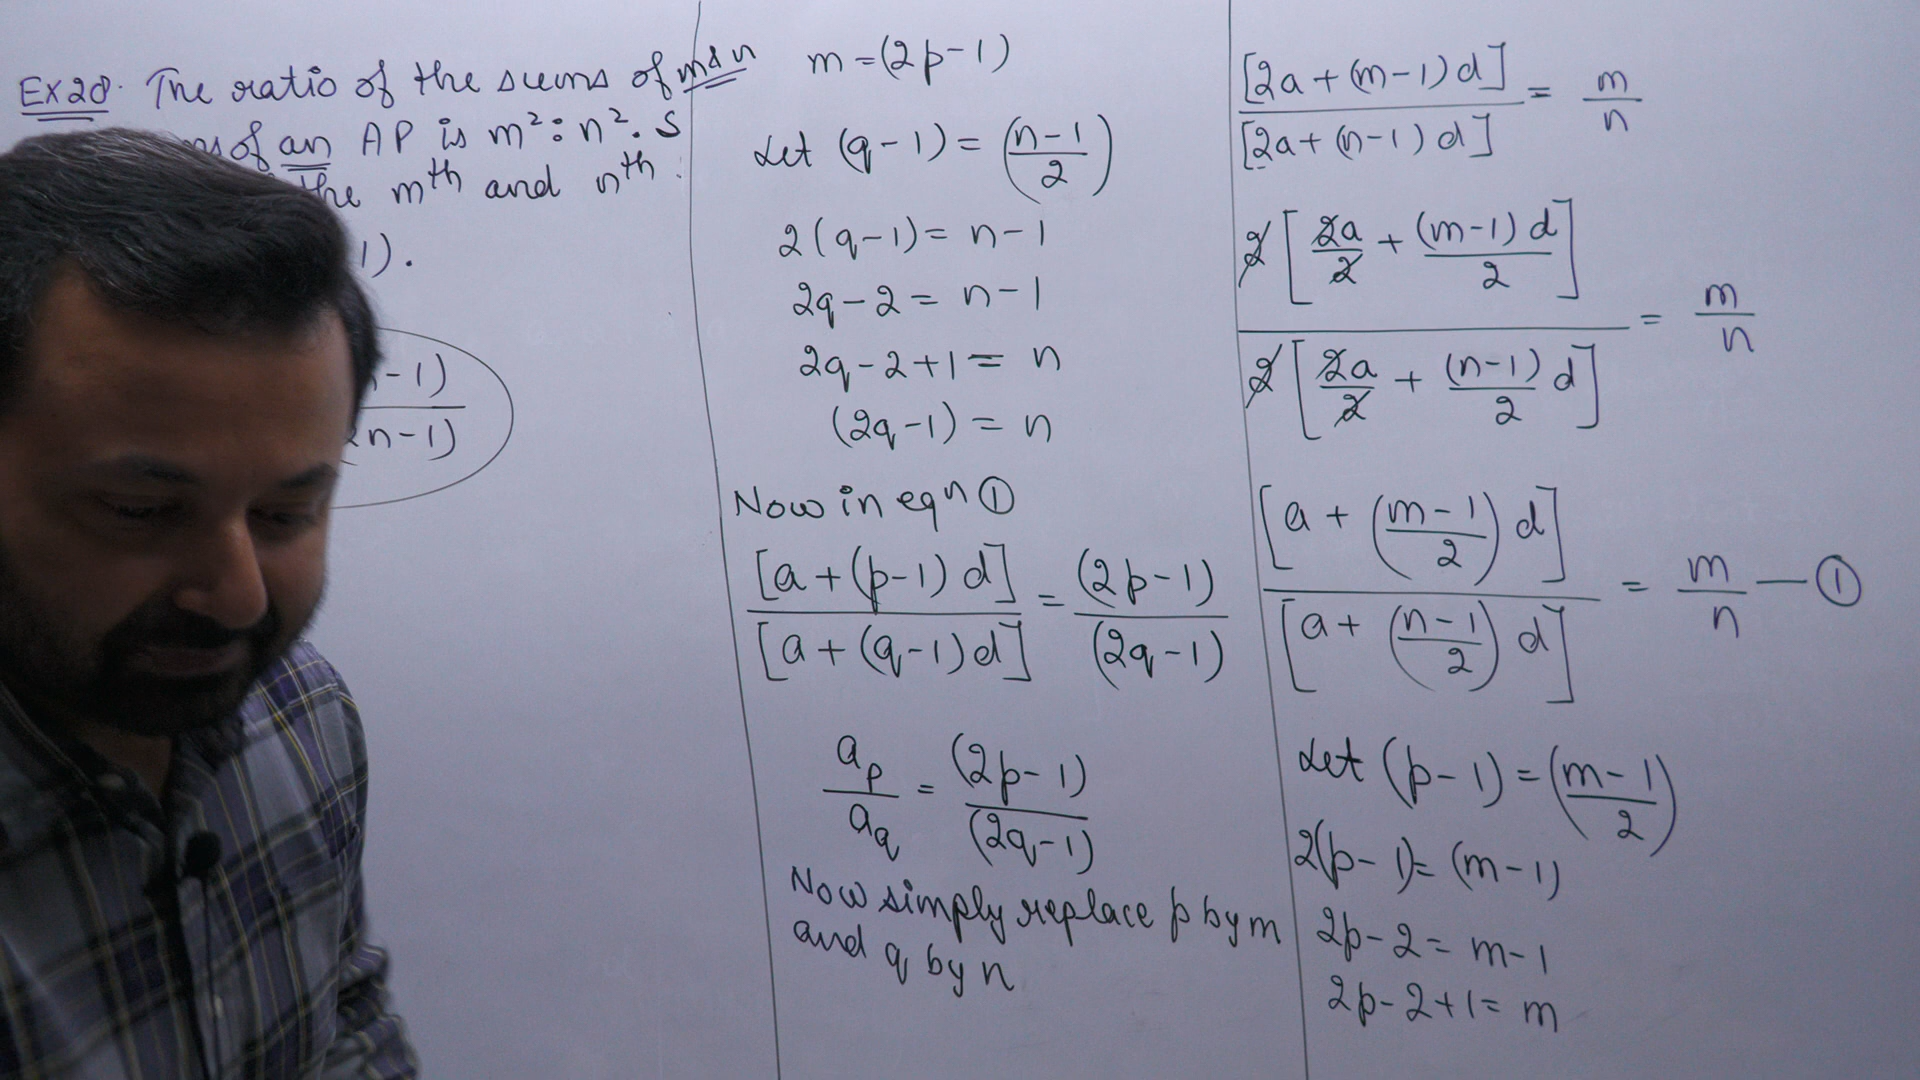 Ex 28. The ratio of the sums of m & n
of an AP is m² : n². S
the mth and nth
1).
-1)
2n-1)
m = (2p-1)
Let (q-1) = (n-1/2)
2(q-1) = n-1
2q-2 = n-1
2q-2+1 = n
(2q-1) = n
Now in eqn ①
[a+(p-1)d] / [a+(q-1)d] = (2p-1) / (2q-1)
ap / aq = (2p-1) / (2q-1)
Now simply replace p by m
and q by n
[2a+(m-1)d] / [2a+(n-1)d] = m / n
2[2a/2 + (m-1)d/2] / 2[2a/2 + (n-1)/2 d] = m / n
[a + (m-1/2) d] / [a + (n-1/2) d] = m / n — ①
Let (p-1) = (m-1/2)
2(p-1) = (m-1)
2p-2 = m-1
2p-2+1 = m